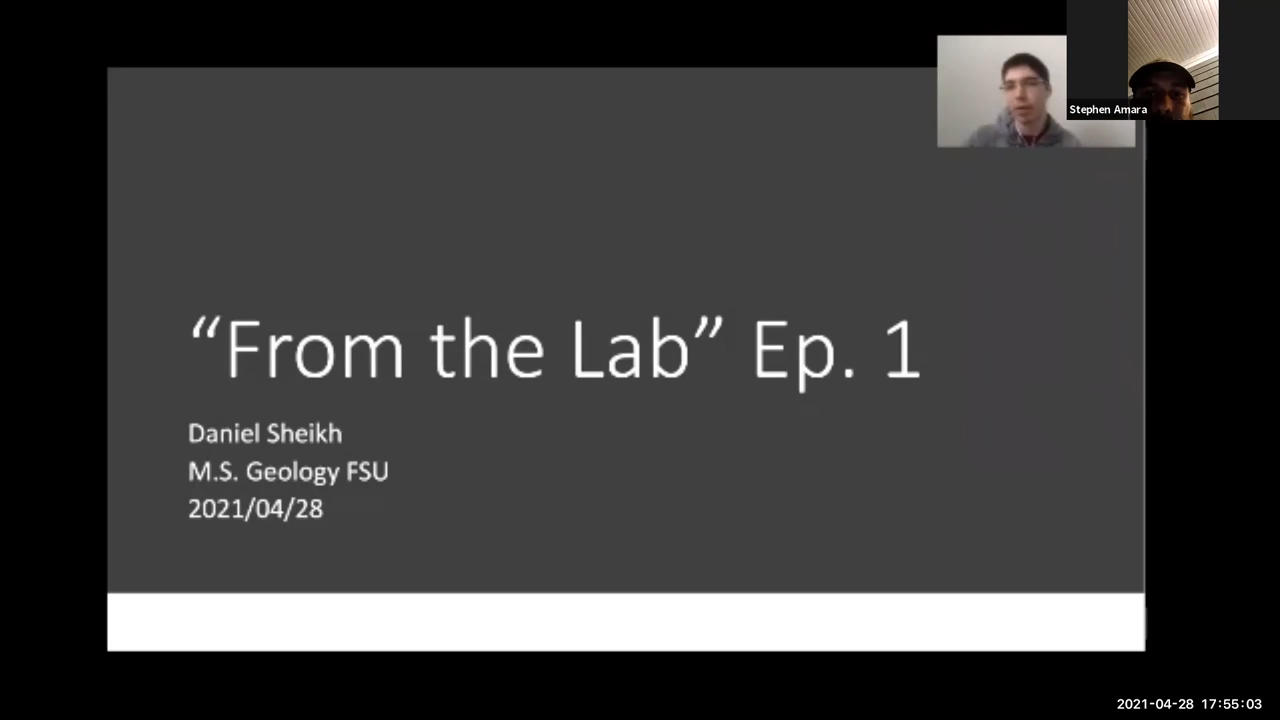 Stephen Amara
“From the Lab” Ep. 1
Daniel Sheikh
M.S. Geology FSU
2021/04/28
2021-04-28 17:55:03